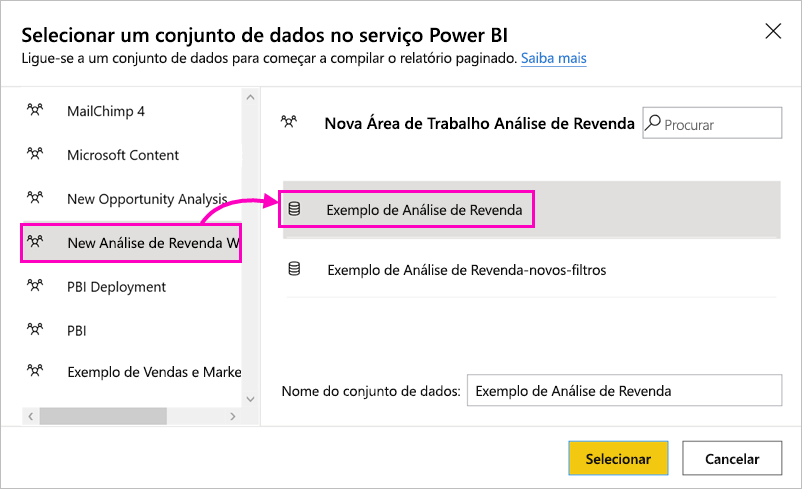 Selecionar um conjunto de dados no serviço Power BI
Ligue-se a um conjunto de dados para começar a compilar o relatório paginado. Saiba mais
MailChimp 4
Microsoft Content
New Opportunity Analysis
New Análise de Revenda W
PBI Deployment
PBI
Exemplo de Vendas e Marke
Nova Área de Trabalho Análise de Revenda
Procurar
Exemplo de Análise de Revenda
Exemplo de Análise de Revenda-novos-filtros
Nome do conjunto de dados: Exemplo de Análise de Revenda
Selecionar
Cancelar